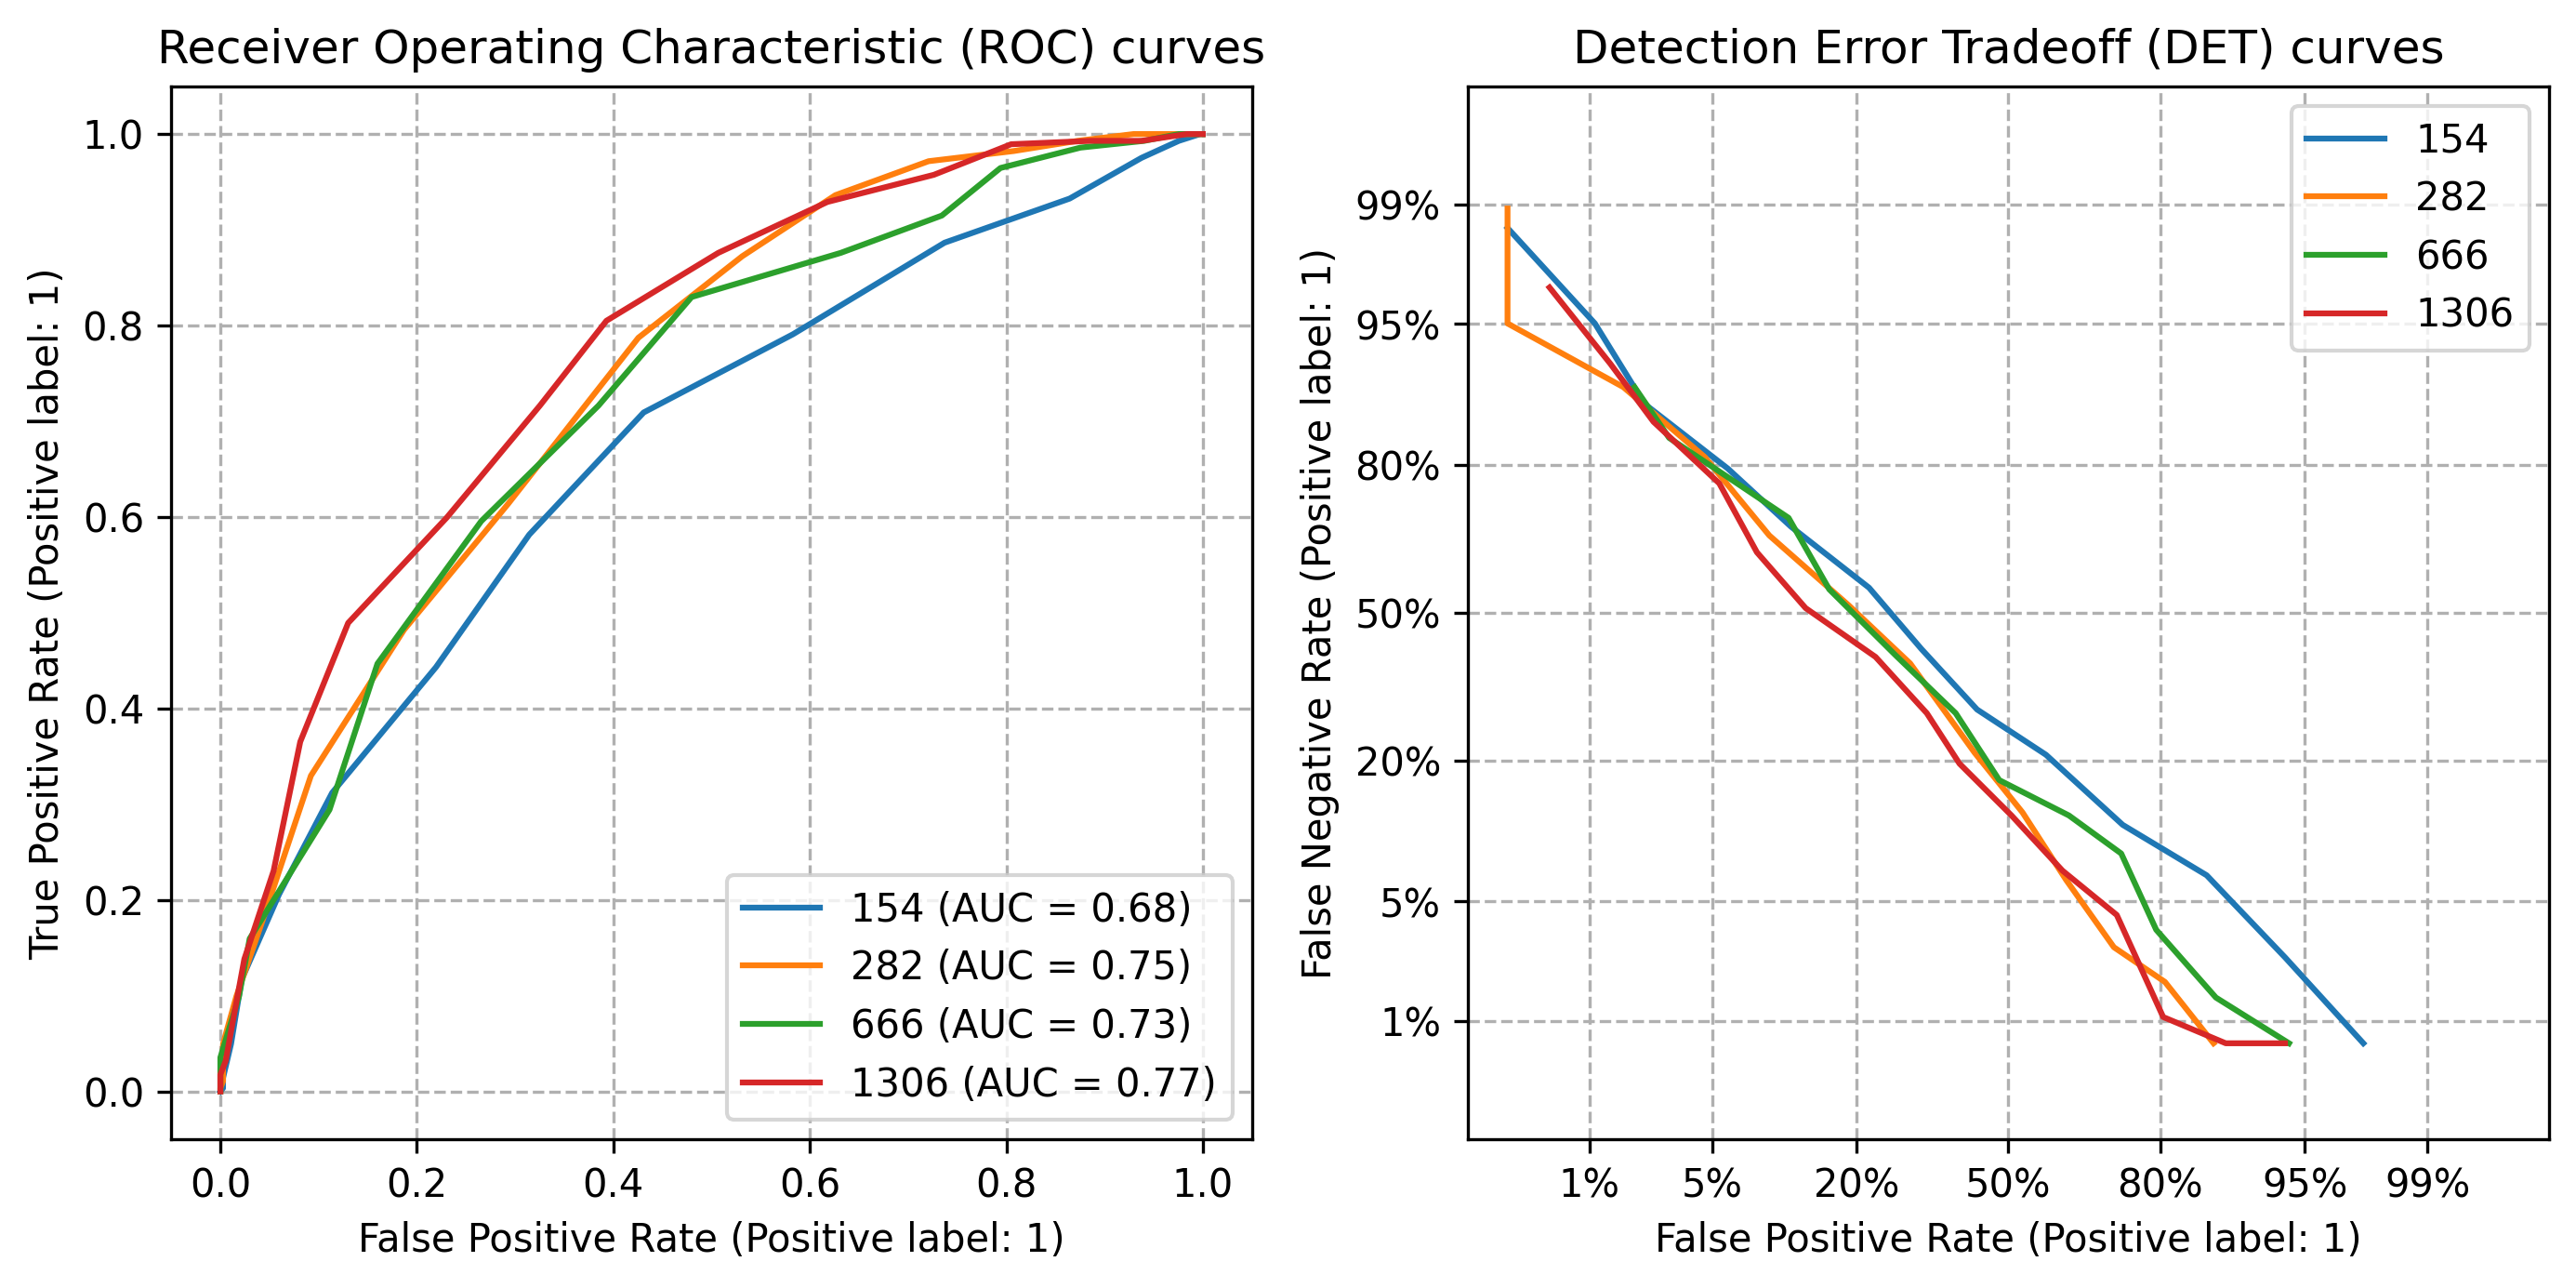 Receiver Operating Characteristic (ROC) curves
True Positive Rate (Positive label: 1)
1.0
0.8
0.6
0.4
0.2
0.0
154 (AUC = 0.68)
282 (AUC = 0.75)
666 (AUC = 0.73)
1306 (AUC = 0.77)
0.0 0.2 0.4 0.6 0.8 1.0
False Positive Rate (Positive label: 1)
Detection Error Tradeoff (DET) curves
False Negative Rate (Positive label: 1)
99%
95%
80%
50%
20%
5%
1%
154
282
666
1306
1% 5% 20% 50% 80% 95% 99%
False Positive Rate (Positive label: 1)